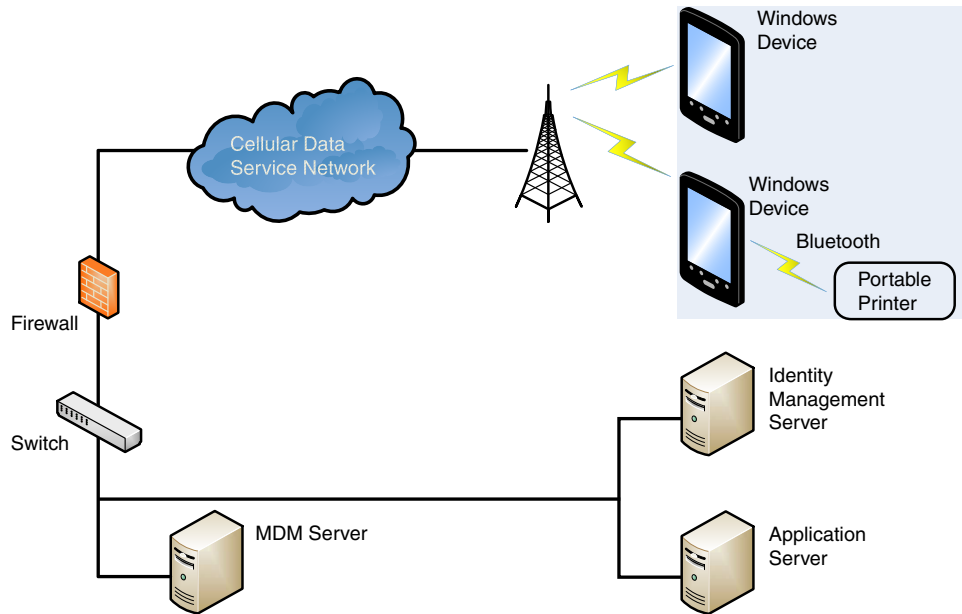 Windows
Device
Cellular Data
Service Network
Windows
Device
Bluetooth
Portable
Printer
Firewall
Identity
Management
Server
Switch
MDM Server
Application
Server